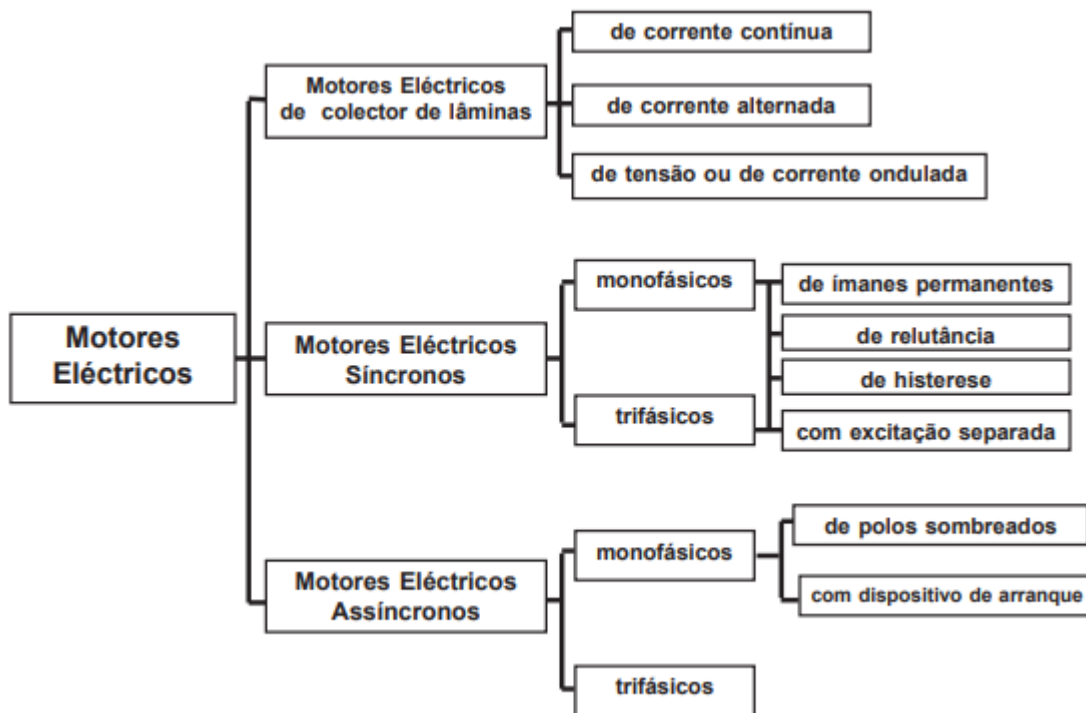 Motores
Eléctricos
Motores Eléctricos
de colector de lâminas
de corrente contínua
de corrente alternada
de tensão ou de corrente ondulada
Motores Eléctricos
Síncronos
monofásicos
trifásicos
de ímanes permanentes
de relutância
de histerese
com excitação separada
Motores Eléctricos
Assíncronos
monofásicos
de polos sombreados
com dispositivo de arranque
trifásicos